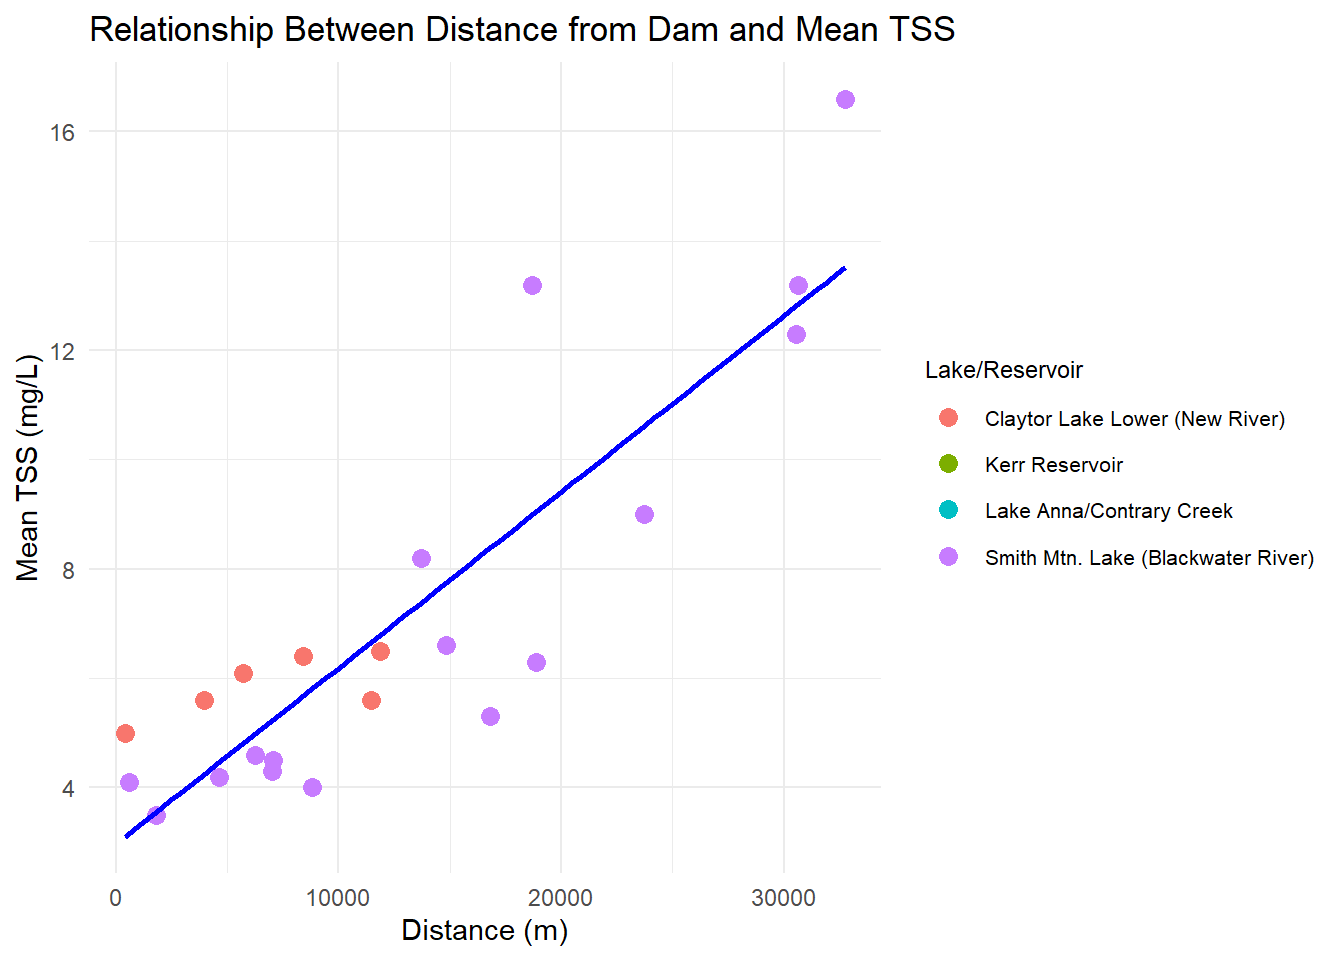 Relationship Between Distance from Dam and Mean TSS
16
12
8
4
Mean TSS (mg/L)
0 10000 20000 30000
Distance (m)
Lake/Reservoir
Claytor Lake Lower (New River)
Kerr Reservoir
Lake Anna/Contrary Creek
Smith Mtn. Lake (Blackwater River)